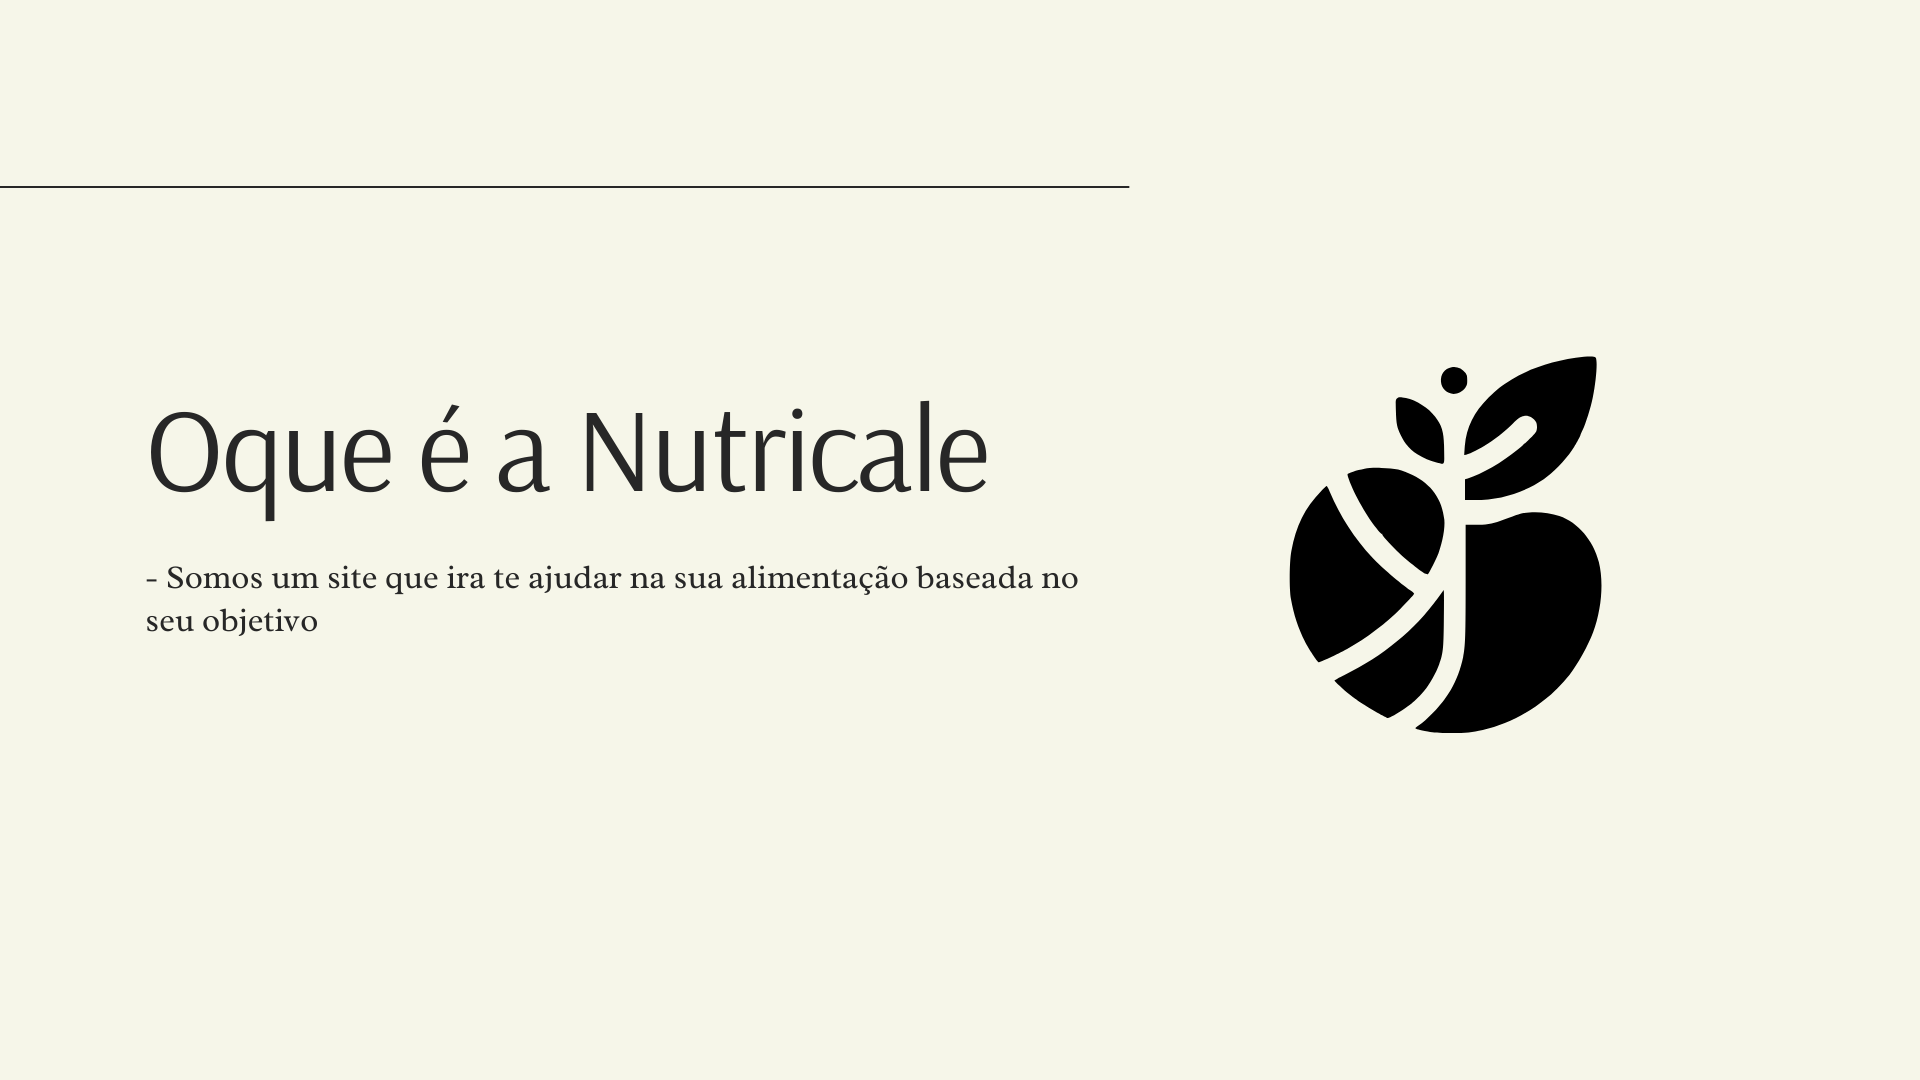 Oque é a Nutricale
- Somos um site que ira te ajudar na sua alimentação baseada no
seu objetivo